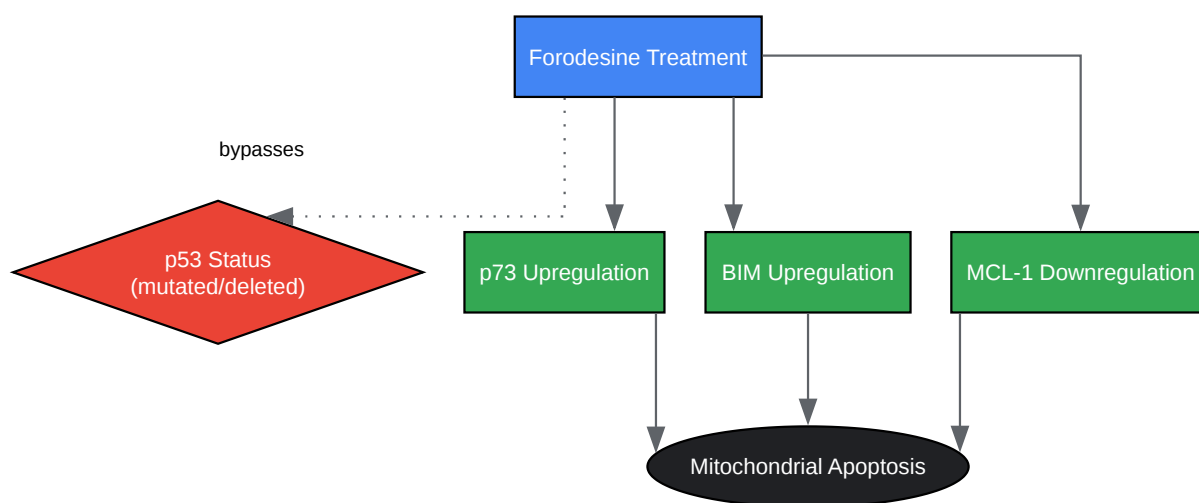 Forodesine Treatment
bypasses
p53 Status
(mutated/deleted)
p73 Upregulation
BIM Upregulation
MCL-1 Downregulation
Mitochondrial Apoptosis